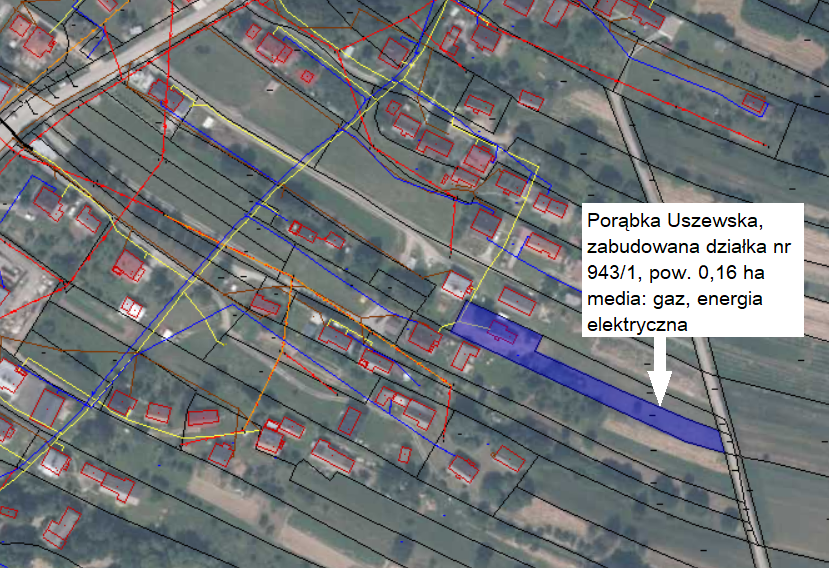 Porąbka Uszewska,
zabudowana działka nr
943/1, pow. 0,16 ha
media: gaz, energia
elektryczna